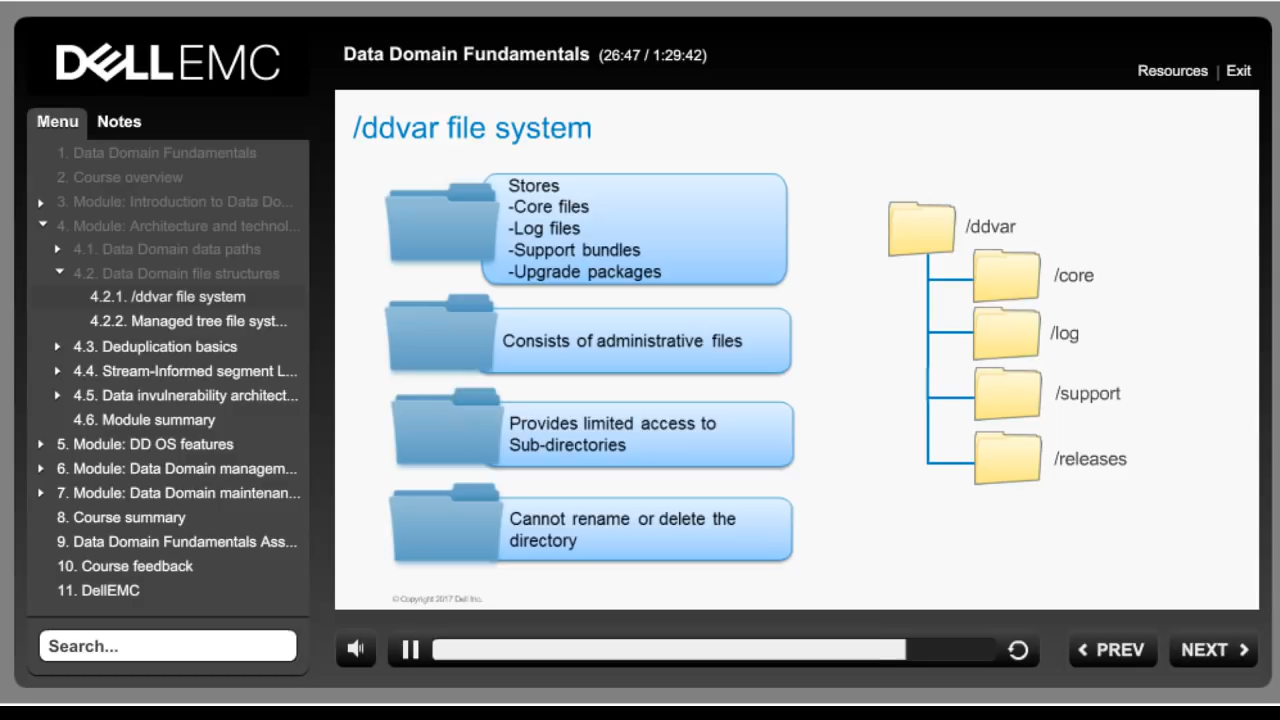 DELLEMC
Data Domain Fundamentals (26:47 / 1:29:42)
Resources | Exit
Menu
Notes
1. Data Domain Fundamentals
2. Course overview
3. Module: Introduction to Data Do...
4. Module: Architecture and technol...
4.1. Data Domain data paths
4.2. Data Domain file structures
4.2.1. /ddvar file system
4.2.2. Managed tree file syst...
4.3. Deduplication basics
4.4. Stream-Informed segment L...
4.5. Data invulnerability architect...
4.6. Module summary
5. Module: DD OS features
6. Module: Data Domain managem...
7. Module: Data Domain maintenan...
8. Course summary
9. Data Domain Fundamentals Ass...
10. Course feedback
11. DellEMC
Search...
/ddvar file system
Stores
-Core files
-Log files
-Support bundles
-Upgrade packages
Consists of administrative files
Provides limited access to
Sub-directories
Cannot rename or delete the
directory
/ddvar
/core
/log
/support
/releases
© Copyright 2017 Dell Inc.
PREV
NEXT